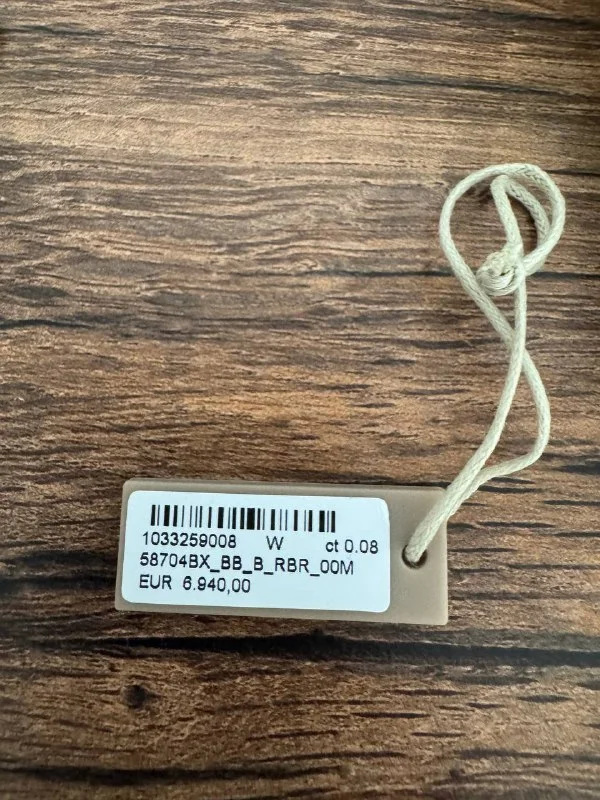 1033259008 W ct 0.08
58704BX_BB_B_RBR_00M
EUR 6.940,00